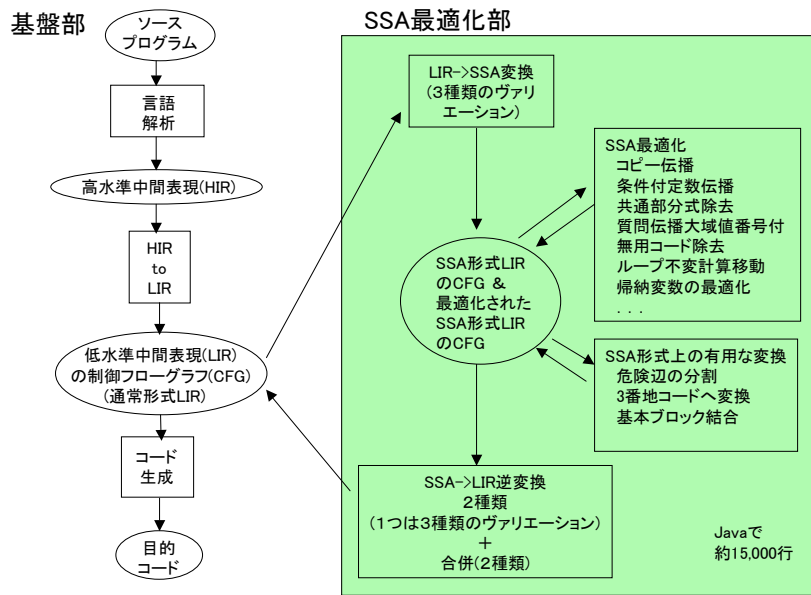 基盤部
ソース
プログラム
言語
解析
高水準中間表現(HIR)
HIR
to
LIR
低水準中間表現(LIR)
の制御フローグラフ(CFG)
(通常形式LIR)
コード
生成
目的
コード
SSA最適化部
LIR->SSA変換
(3種類のヴァリ
エーション)
SSA形式LIR
のCFG &
最適化された
SSA形式LIR
のCFG
SSA最適化
コピー伝播
条件付定数伝播
共通部分式除去
質問伝播大域値番号付
無用コード除去
ループ不変計算移動
帰納変数の最適化
. . .
SSA形式上の有用な変換
危険辺の分割
3番地コードへ変換
基本ブロック結合
SSA->LIR逆変換
2種類
(1つは3種類のヴァリエーション)
+
合併(2種類)
Javaで
約15,000行